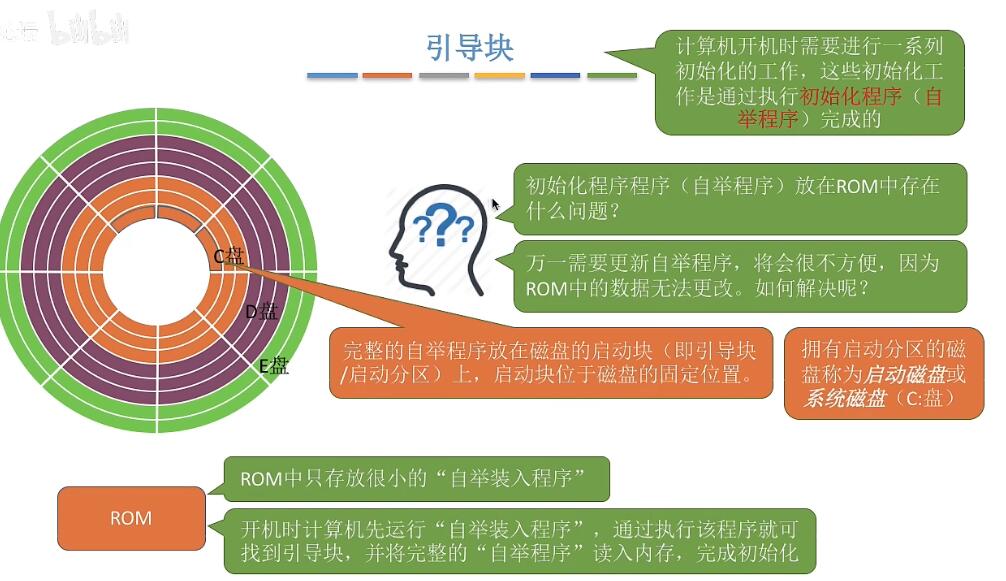 bilibili
引导块
计算机开机时需要进行一系列
初始化的工作，这些初始化工
作是通过执行初始化程序（自
举程序）完成的
初始化程序程序（自举程序）放在ROM中存在
什么问题？
???
万一需要更新自举程序，将会很不方便，因为
ROM中的数据无法更改。如何解决呢？
C盘
D盘
E盘
完整的自举程序放在磁盘的启动块（即引导块
/启动分区）上，启动块位于磁盘的固定位置。
拥有启动分区的磁
盘称为启动磁盘或
系统磁盘（C:盘）
ROM
ROM中只存放很小的“自举装入程序”
开机时计算机先运行“自举装入程序”，通过执行该程序就可
找到引导块，并将完整的“自举程序”读入内存，完成初始化